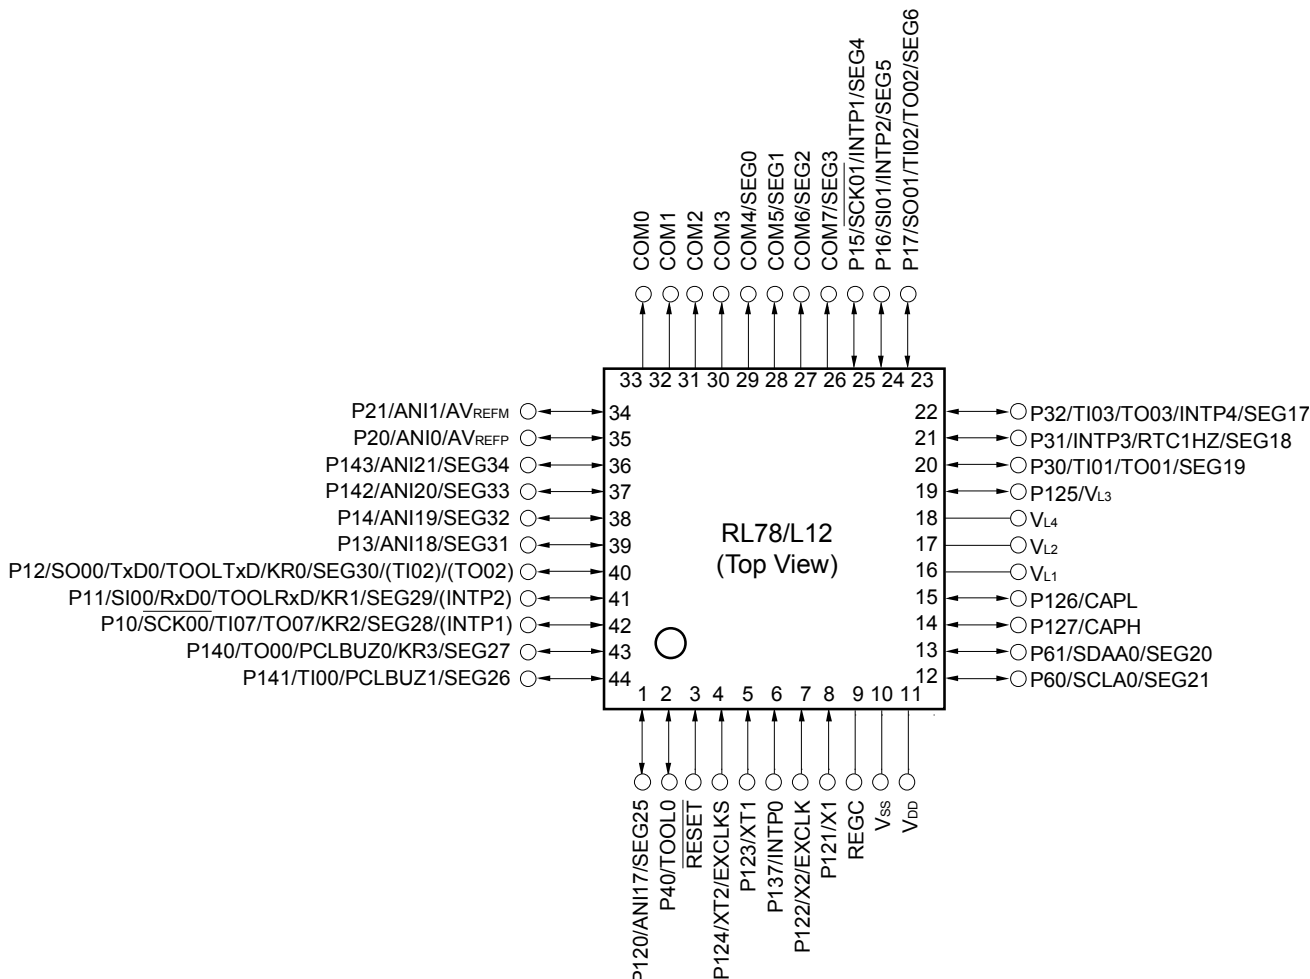 COM0
COM1
COM2
COM3
COM4/SEG0
COM5/SEG1
COM6/SEG2
COM7/SEG3
P15/SCK01/INTP1/SEG4
P16/SI01/INTP2/SEG5
P17/SO01/TI02/TO02/SEG6
33 32 31 30 29 28 27 26 25 24 23
P21/ANI1/AVREFM 34
P20/ANI0/AVREFP 35
P143/ANI21/SEG34 36
P142/ANI20/SEG33 37
P14/ANI19/SEG32 38
P13/ANI18/SEG31 39
P12/SO00/TxD0/TOOLTxD/KR0/SEG30/(TI02)/(TO02) 40
P11/SI00/RxD0/TOOLRxD/KR1/SEG29/(INTP2) 41
P10/SCK00/TI07/TO07/KR2/SEG28/(INTP1) 42
P140/TO00/PCLBUZ0/KR3/SEG27 43
P141/TI00/PCLBUZ1/SEG26 44
RL78/L12
(Top View)
22 P32/TI03/TO03/INTP4/SEG17
21 P31/INTP3/RTC1HZ/SEG18
20 P30/TI01/TO01/SEG19
19 P125/VL3
18 VL4
17 VL2
16 VL1
15 P126/CAPL
14 P127/CAPH
13 P61/SDAA0/SEG20
12 P60/SCLA0/SEG21
1 2 3 4 5 6 7 8 9 10 11
P120/ANI17/SEG25
P40/TOOL0
RESET
P124/XT2/EXCLKS
P123/XT1
P137/INTP0
P122/X2/EXCLK
P121/X1
REGC
VSS
VDD